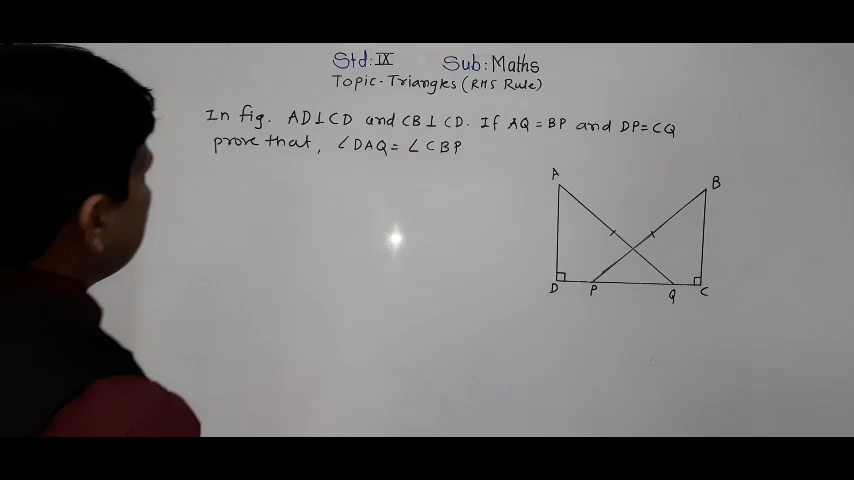 Std: IX Sub: Maths
Topic-Triangles (RHS Rule)
In fig. AD⊥CD and CB⊥CD. If AQ=BP and DP=CQ
prove that, ∠DAQ=∠CBP
A
B
D P Q C